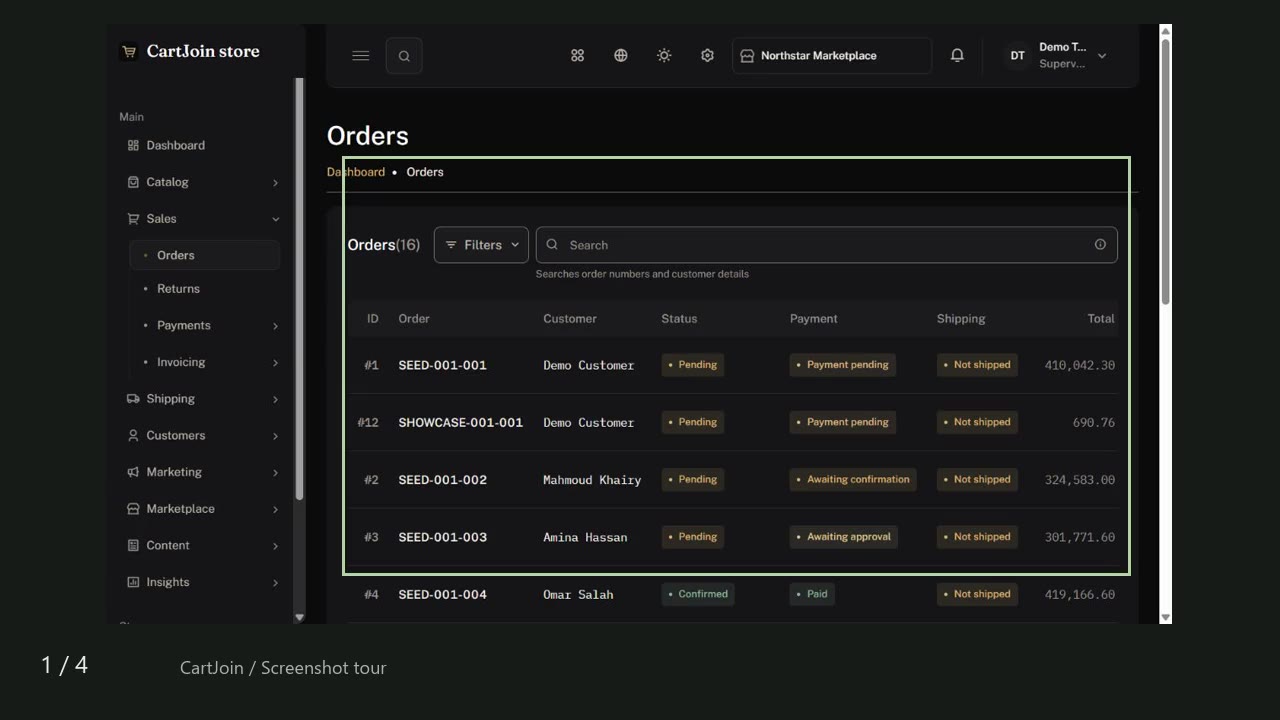 CartJoin store
Northstar Marketplace
DT
Demo T...
Superv...
Main
Dashboard
Catalog
Sales
Orders
Returns
Payments
Invoicing
Shipping
Customers
Marketing
Marketplace
Content
Insights
Orders
Dashboard • Orders
Orders(16)
Filters
Search
Searches order numbers and customer details
ID Order Customer Status Payment Shipping Total
#1 SEED-001-001 Demo Customer • Pending • Payment pending • Not shipped 410,042.30
#12 SHOWCASE-001-001 Demo Customer • Pending • Payment pending • Not shipped 690.76
#2 SEED-001-002 Mahmoud Khairy • Pending • Awaiting confirmation • Not shipped 324,583.00
#3 SEED-001-003 Amina Hassan • Pending • Awaiting approval • Not shipped 301,771.60
#4 SEED-001-004 Omar Salah • Confirmed • Paid • Not shipped 419,166.60
1 / 4
CartJoin / Screenshot tour